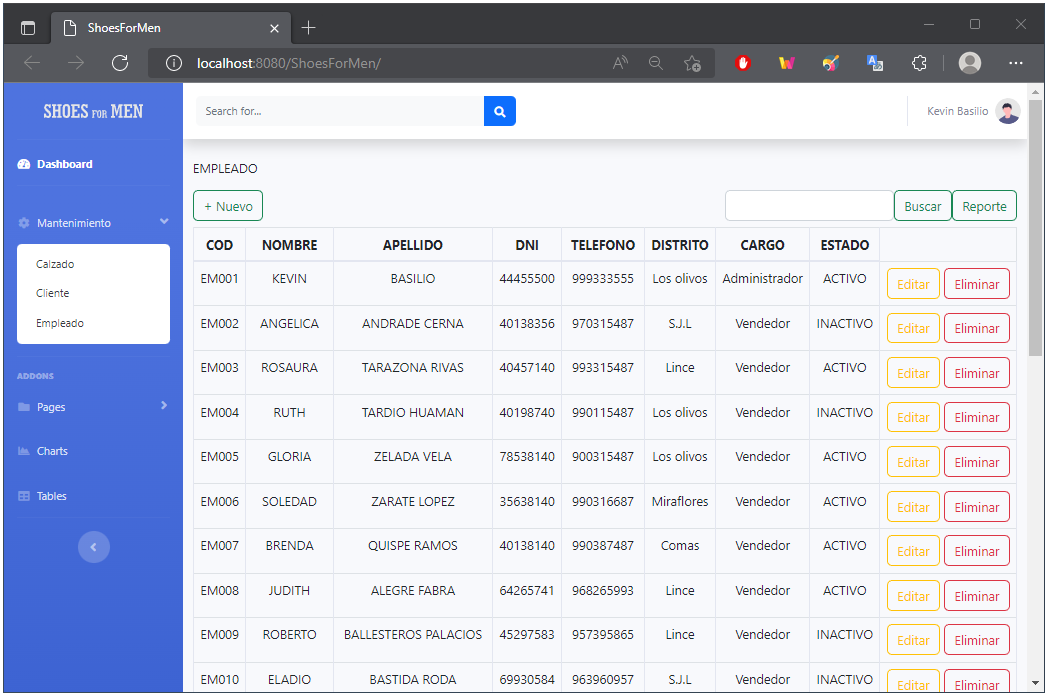 ShoesForMen
localhost:8080/ShoesForMen/
SHOES FOR MEN
Search for...
Kevin Basilio
Dashboard
EMPLEADO
+ Nuevo
Buscar
Reporte
Mantenimiento
Calzado
Cliente
Empleado
ADDONS
Pages
Charts
Tables
COD NOMBRE APELLIDO DNI TELEFONO DISTRITO CARGO ESTADO
EM001 KEVIN BASILIO 44455500 999333555 Los olivos Administrador ACTIVO Editar Eliminar
EM002 ANGELICA ANDRADE CERNA 40138356 970315487 S.J.L Vendedor INACTIVO Editar Eliminar
EM003 ROSAURA TARAZONA RIVAS 40457140 993315487 Lince Vendedor ACTIVO Editar Eliminar
EM004 RUTH TARDIO HUAMAN 40198740 990115487 Los olivos Vendedor INACTIVO Editar Eliminar
EM005 GLORIA ZELADA VELA 78538140 900315487 Los olivos Vendedor ACTIVO Editar Eliminar
EM006 SOLEDAD ZARATE LOPEZ 35638140 990316687 Miraflores Vendedor ACTIVO Editar Eliminar
EM007 BRENDA QUISPE RAMOS 40138140 990387487 Comas Vendedor ACTIVO Editar Eliminar
EM008 JUDITH ALEGRE FABRA 64265741 968265993 Lince Vendedor ACTIVO Editar Eliminar
EM009 ROBERTO BALLESTEROS PALACIOS 45297583 957395865 Lince Vendedor INACTIVO Editar Eliminar
EM010 ELADIO BASTIDA RODA 69930584 963960957 S.J.L Vendedor INACTIVO Editar Eliminar